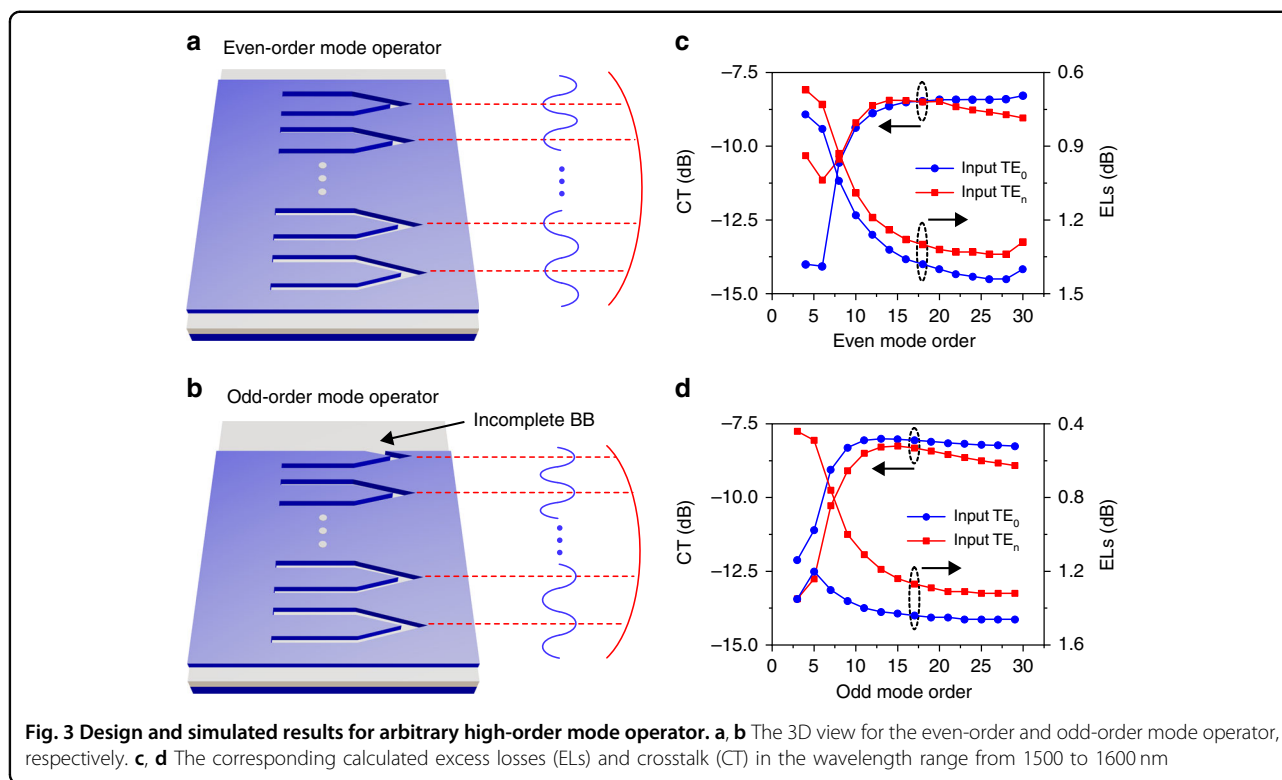 a
Even-order mode operator
c
–7.5
–10.0
–12.5
–15.0
CT (dB)
0.6
0.9
1.2
1.5
ELs (dB)
Input TE0
Input TEn
0 5 10 15 20 25 30
Even mode order
b
Odd-order mode operator
Incomplete BB
d
–7.5
–10.0
–12.5
–15.0
CT (dB)
0.4
0.8
1.2
1.6
ELs (dB)
Input TE0
Input TEn
0 5 10 15 20 25 30
Odd mode order
Fig. 3 Design and simulated results for arbitrary high-order mode operator. a, b The 3D view for the even-order and odd-order mode operator,
respectively. c, d The corresponding calculated excess losses (ELs) and crosstalk (CT) in the wavelength range from 1500 to 1600 nm